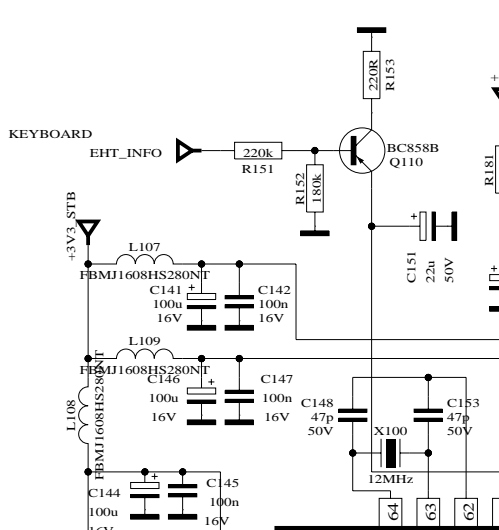 220R
R153
KEYBOARD
EHT_INFO
220k
R151
R152
180k
BC858B
Q110
R181
+3V3_STB
L107
FBMJ1608HS280NT
C141
100u
16V
C142
100n
16V
+
C151
22u
50V
+
L109
FBMJ1608HS280NT
C146
100u
16V
+
C147
100n
16V
L108
FBMJ1608HS280NT
C148
47p
50V
C153
47p
50V
X100
12MHz
C144
100u
16V
+
C145
100n
16V
64
63
62